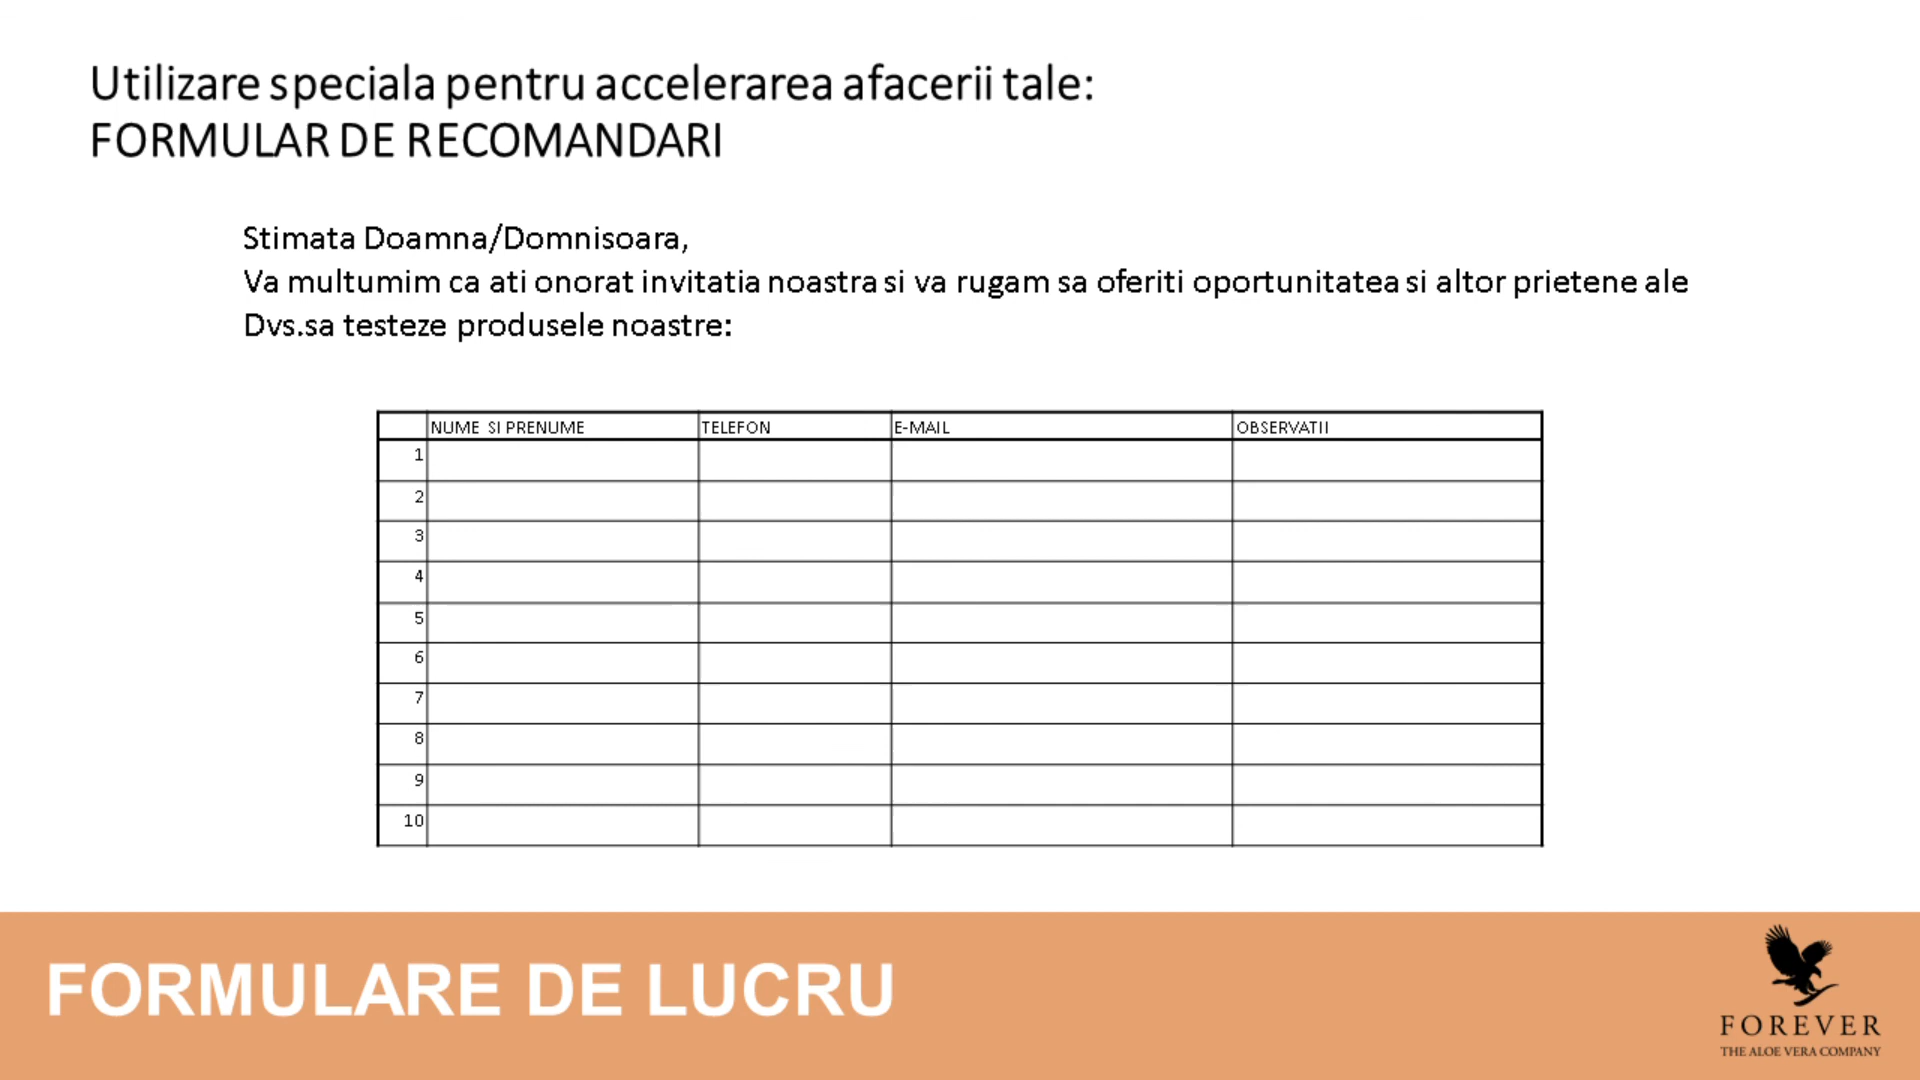 Utilizare speciala pentru accelerarea afacerii tale:
FORMULAR DE RECOMANDARI
Stimata Doamna/Domnisoara,
Va multumim ca ati onorat invitatia noastra si va rugam sa oferiti oportunitatea si altor prietene ale
Dvs.sa testeze produsele noastre:
NUME SI PRENUME TELEFON E-MAIL OBSERVATII
1
2
3
4
5
6
7
8
9
10
FORMULARE DE LUCRU
FOREVER
THE ALOE VERA COMPANY